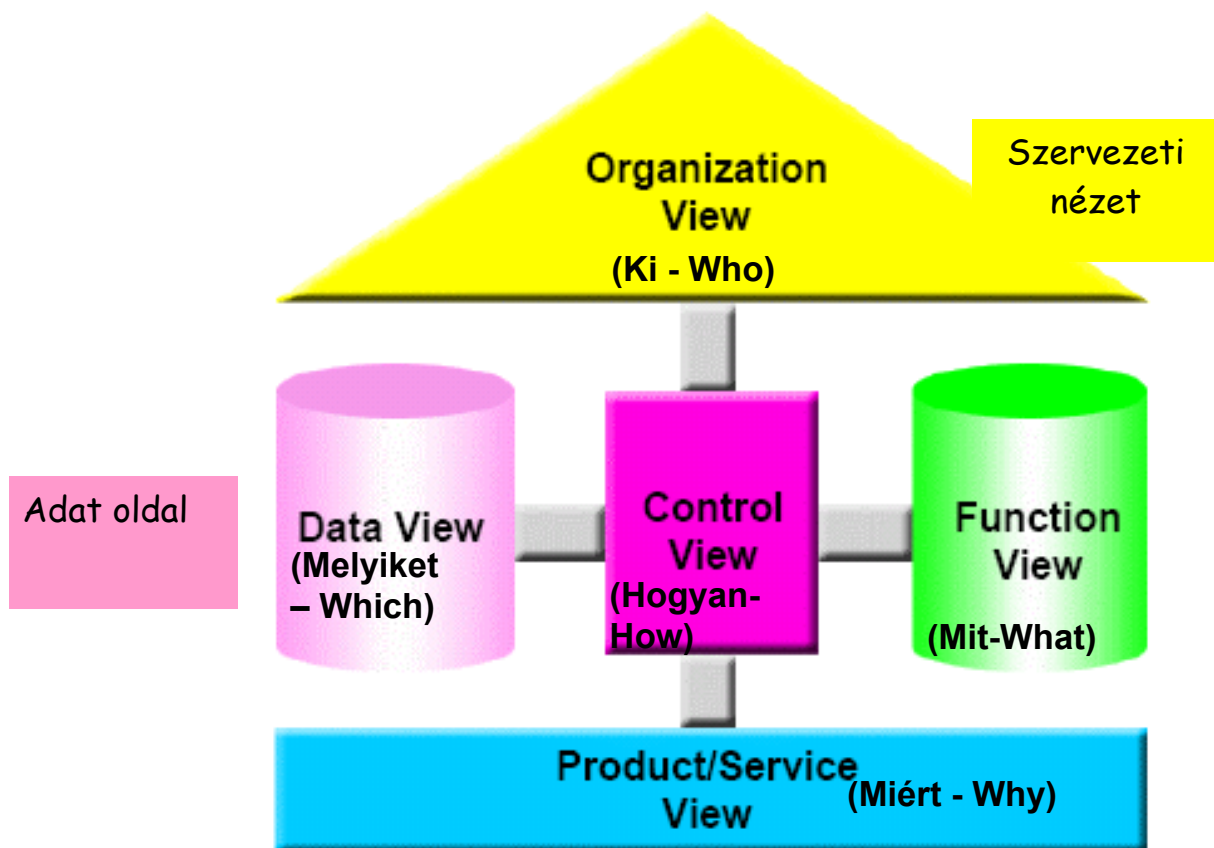 Organization
View
(Ki - Who)
Szervezeti
nézet
Adat oldal
Data View
(Melyiket
– Which)
Control
View
(Hogyan-
How)
Function
View
(Mit-What)
Product/Service
View
(Miért - Why)